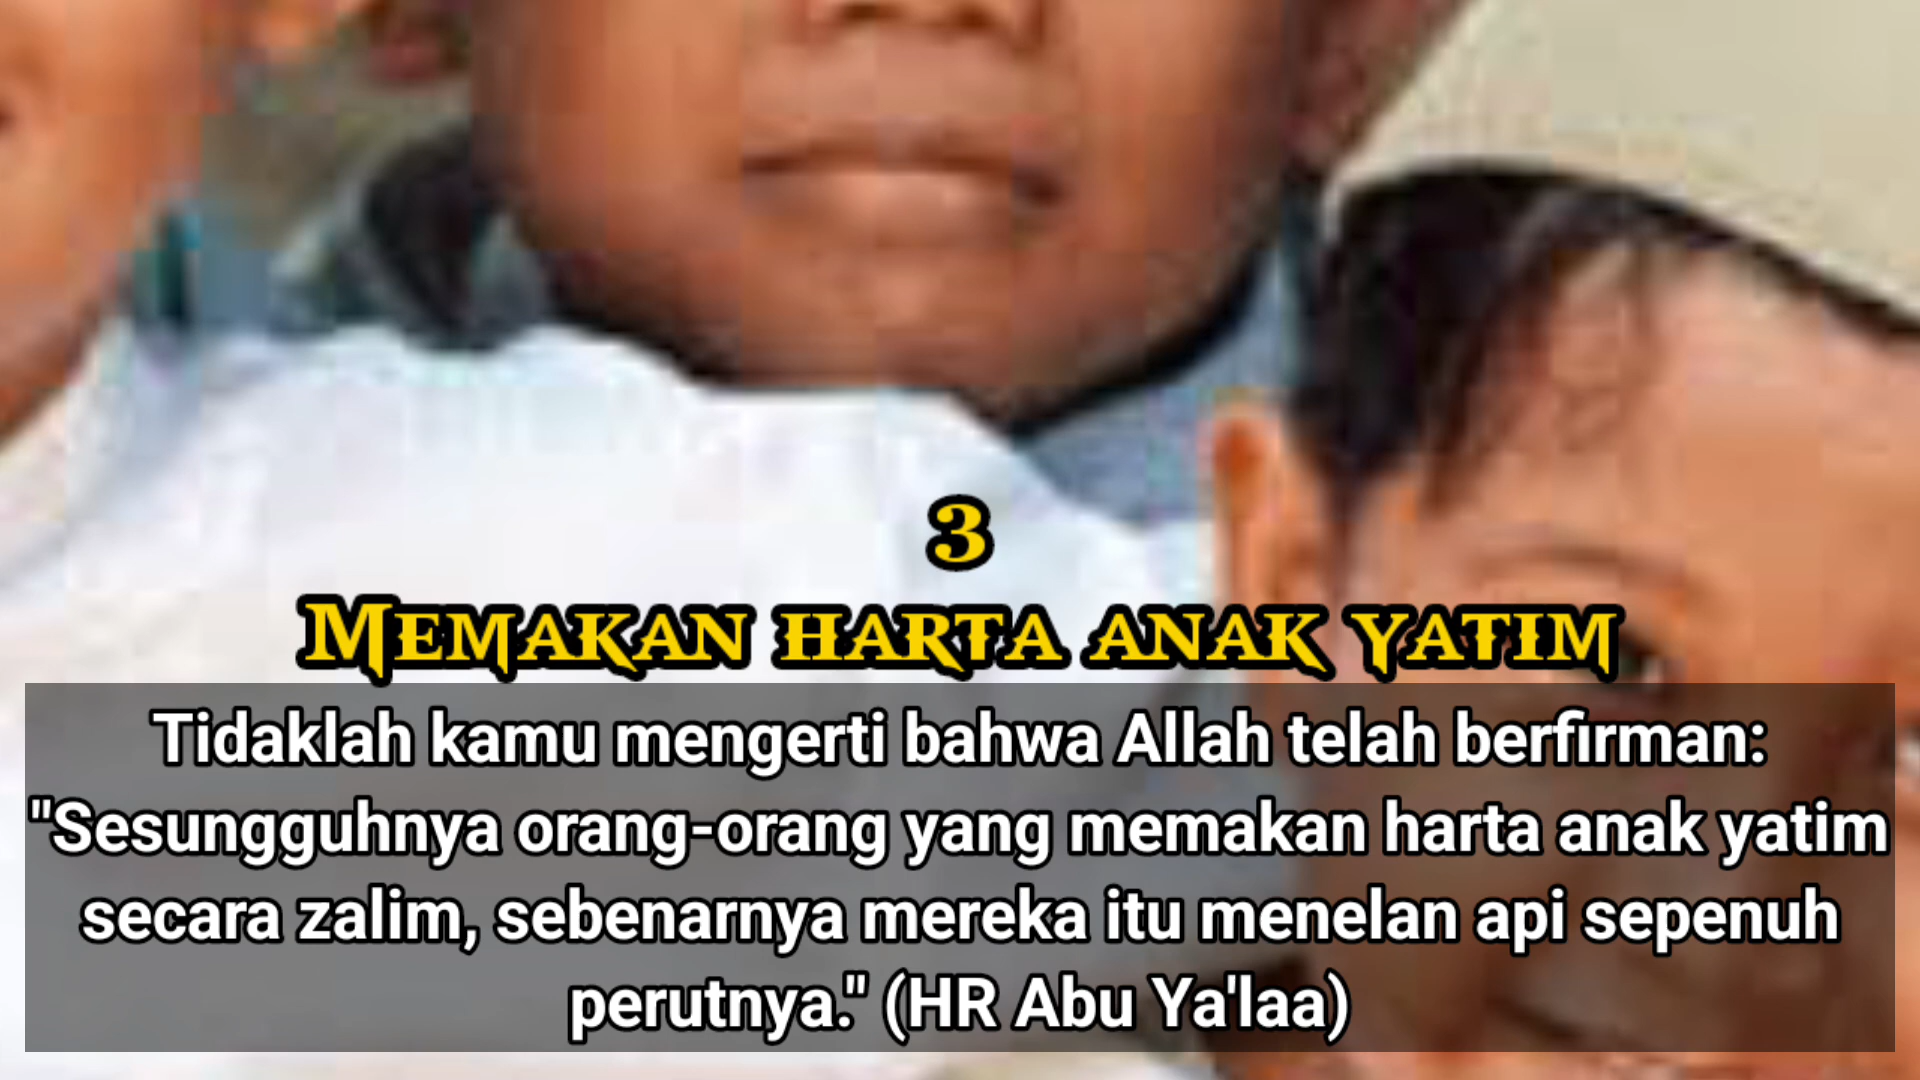 3
Memakan harta anak yatim
Tidaklah kamu mengerti bahwa Allah telah berfirman:
"Sesungguhnya orang-orang yang memakan harta anak yatim
secara zalim, sebenarnya mereka itu menelan api sepenuh
perutnya." (HR Abu Ya'laa)